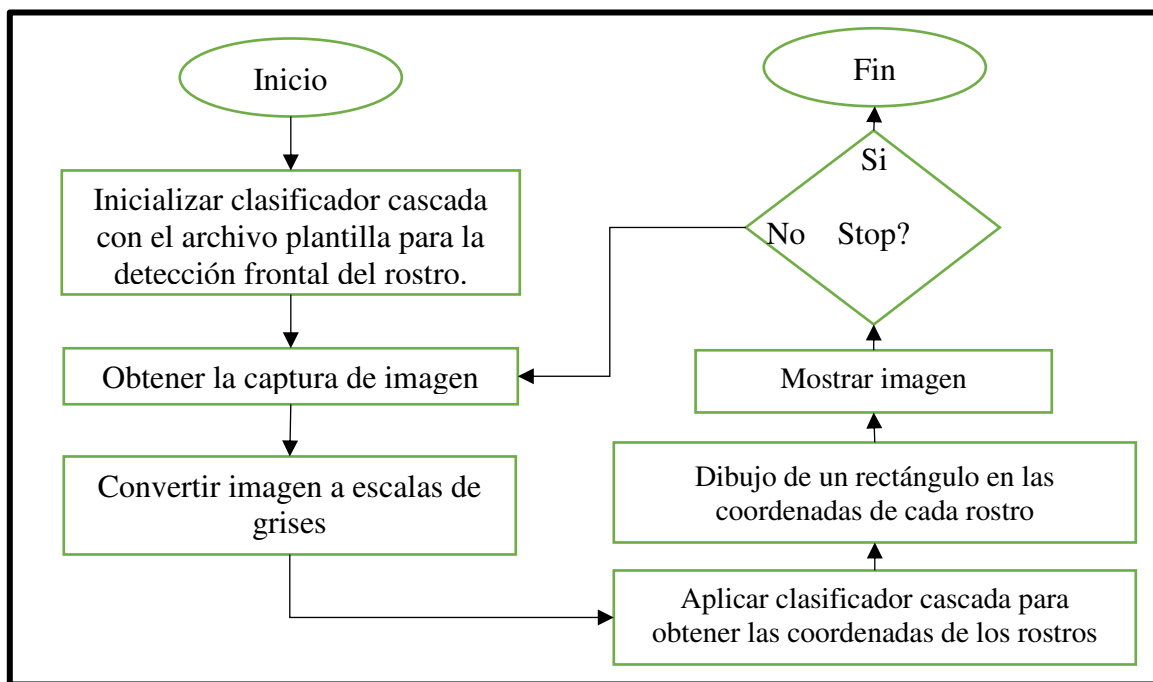 Inicio
Inicializar clasificador cascada
con el archivo plantilla para la
detección frontal del rostro.
Obtener la captura de imagen
Convertir imagen a escalas de
grises
Aplicar clasificador cascada para
obtener las coordenadas de los rostros
Dibujo de un rectángulo en las
coordenadas de cada rostro
Mostrar imagen
Si
No Stop?
Fin